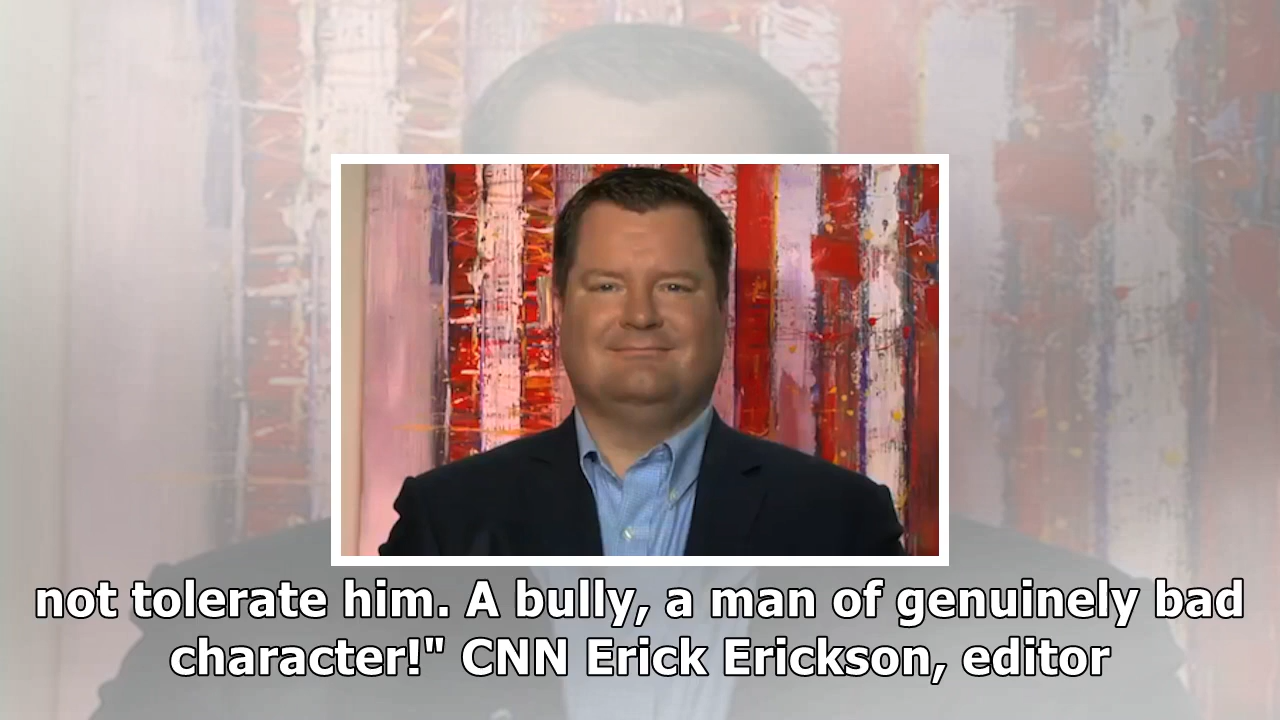 not tolerate him. A bully, a man of genuinely bad
character!" CNN Erick Erickson, editor